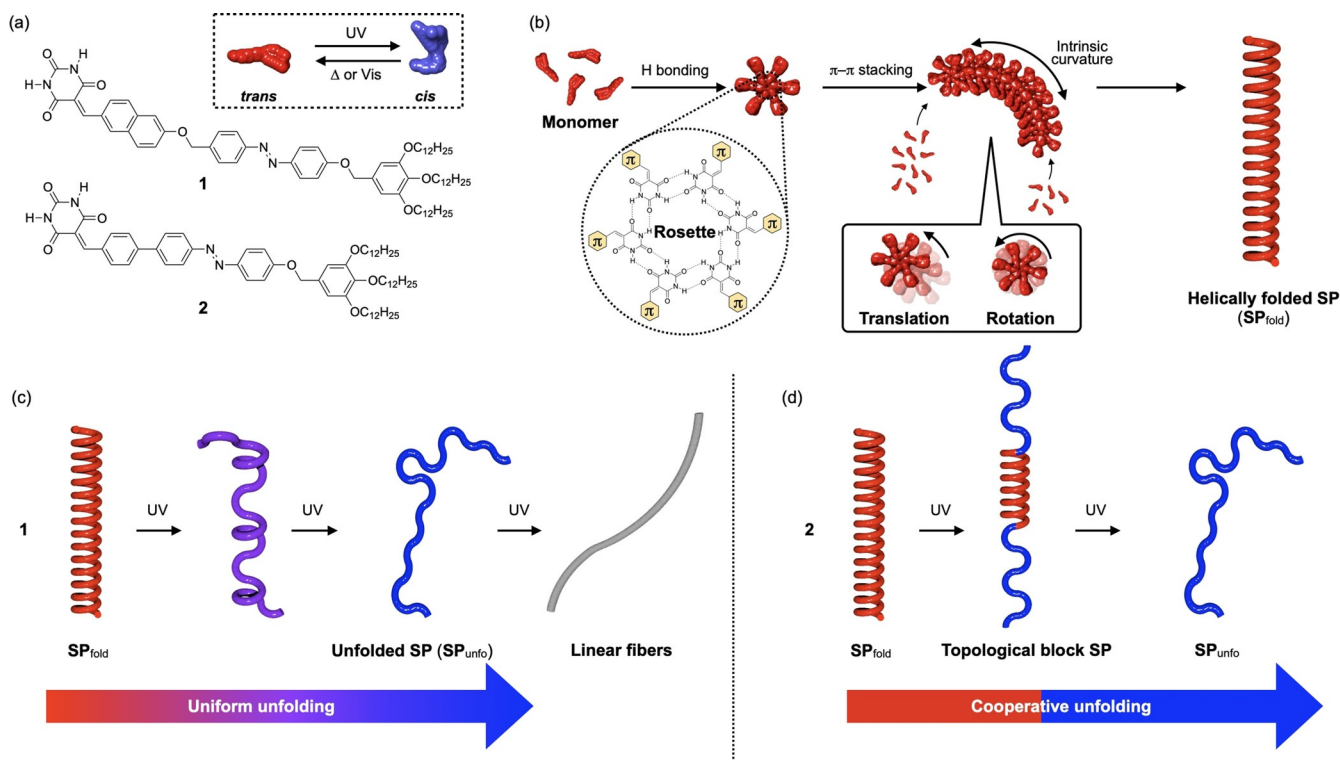 (a)
UV
Δ or Vis
trans
cis
O
H
N
O
N
H
O
O
N
N
O
OC₁₂H₂₅
OC₁₂H₂₅
OC₁₂H₂₅
1
O
H
N
O
N
H
O
N
N
O
OC₁₂H₂₅
OC₁₂H₂₅
OC₁₂H₂₅
2
(b)
Monomer
H bonding
π–π stacking
Intrinsic
curvature
π
π
π
π
π
π
Rosette
Translation
Rotation
Helically folded SP
(SPfold)
(c)
1
UV
UV
UV
SPfold
Unfolded SP (SPunfo)
Linear fibers
Uniform unfolding
(d)
2
UV
UV
SPfold
Topological block SP
SPunfo
Cooperative unfolding